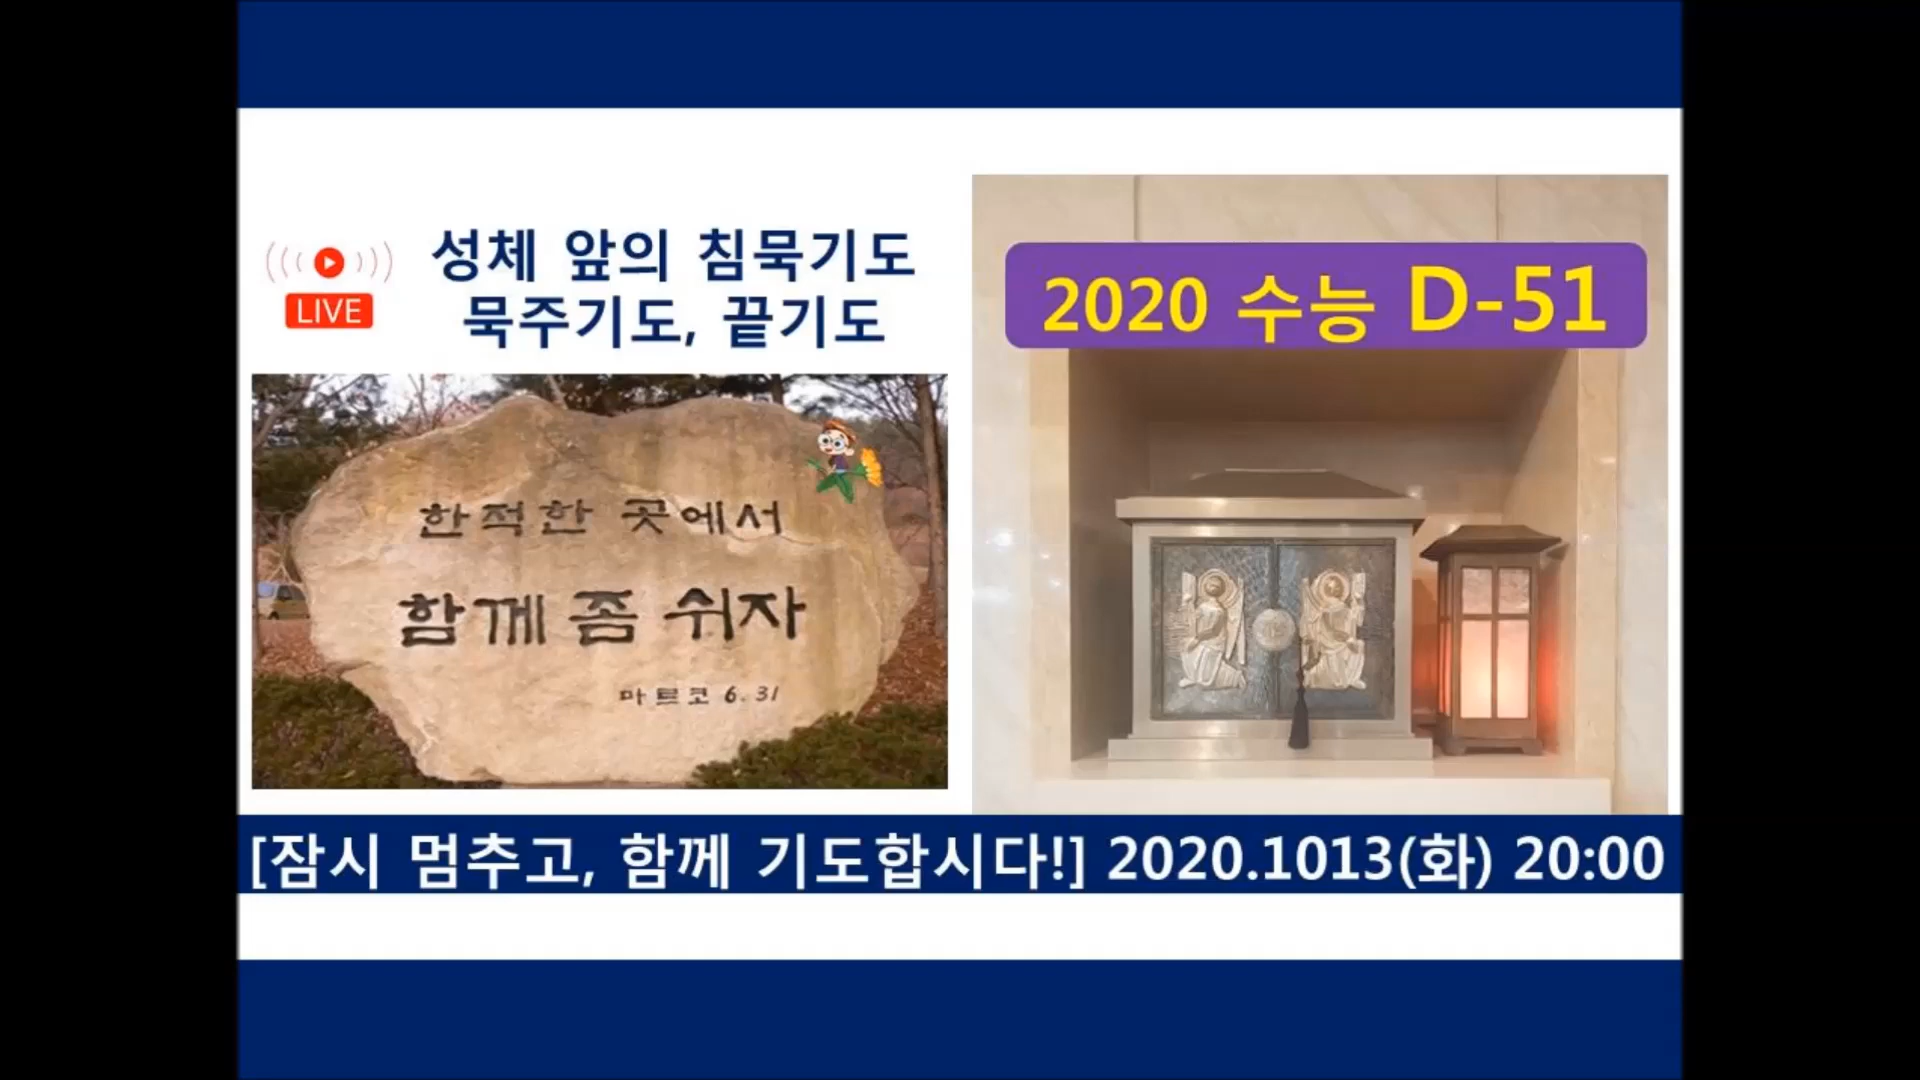 LIVE
성체 앞의 침묵기도
묵주기도, 끝기도
2020 수능 D-51
한적한 곳에서
함께 좀 쉬자
마르코 6.31
[잠시 멈추고, 함께 기도합시다!] 2020.1013(화) 20:00